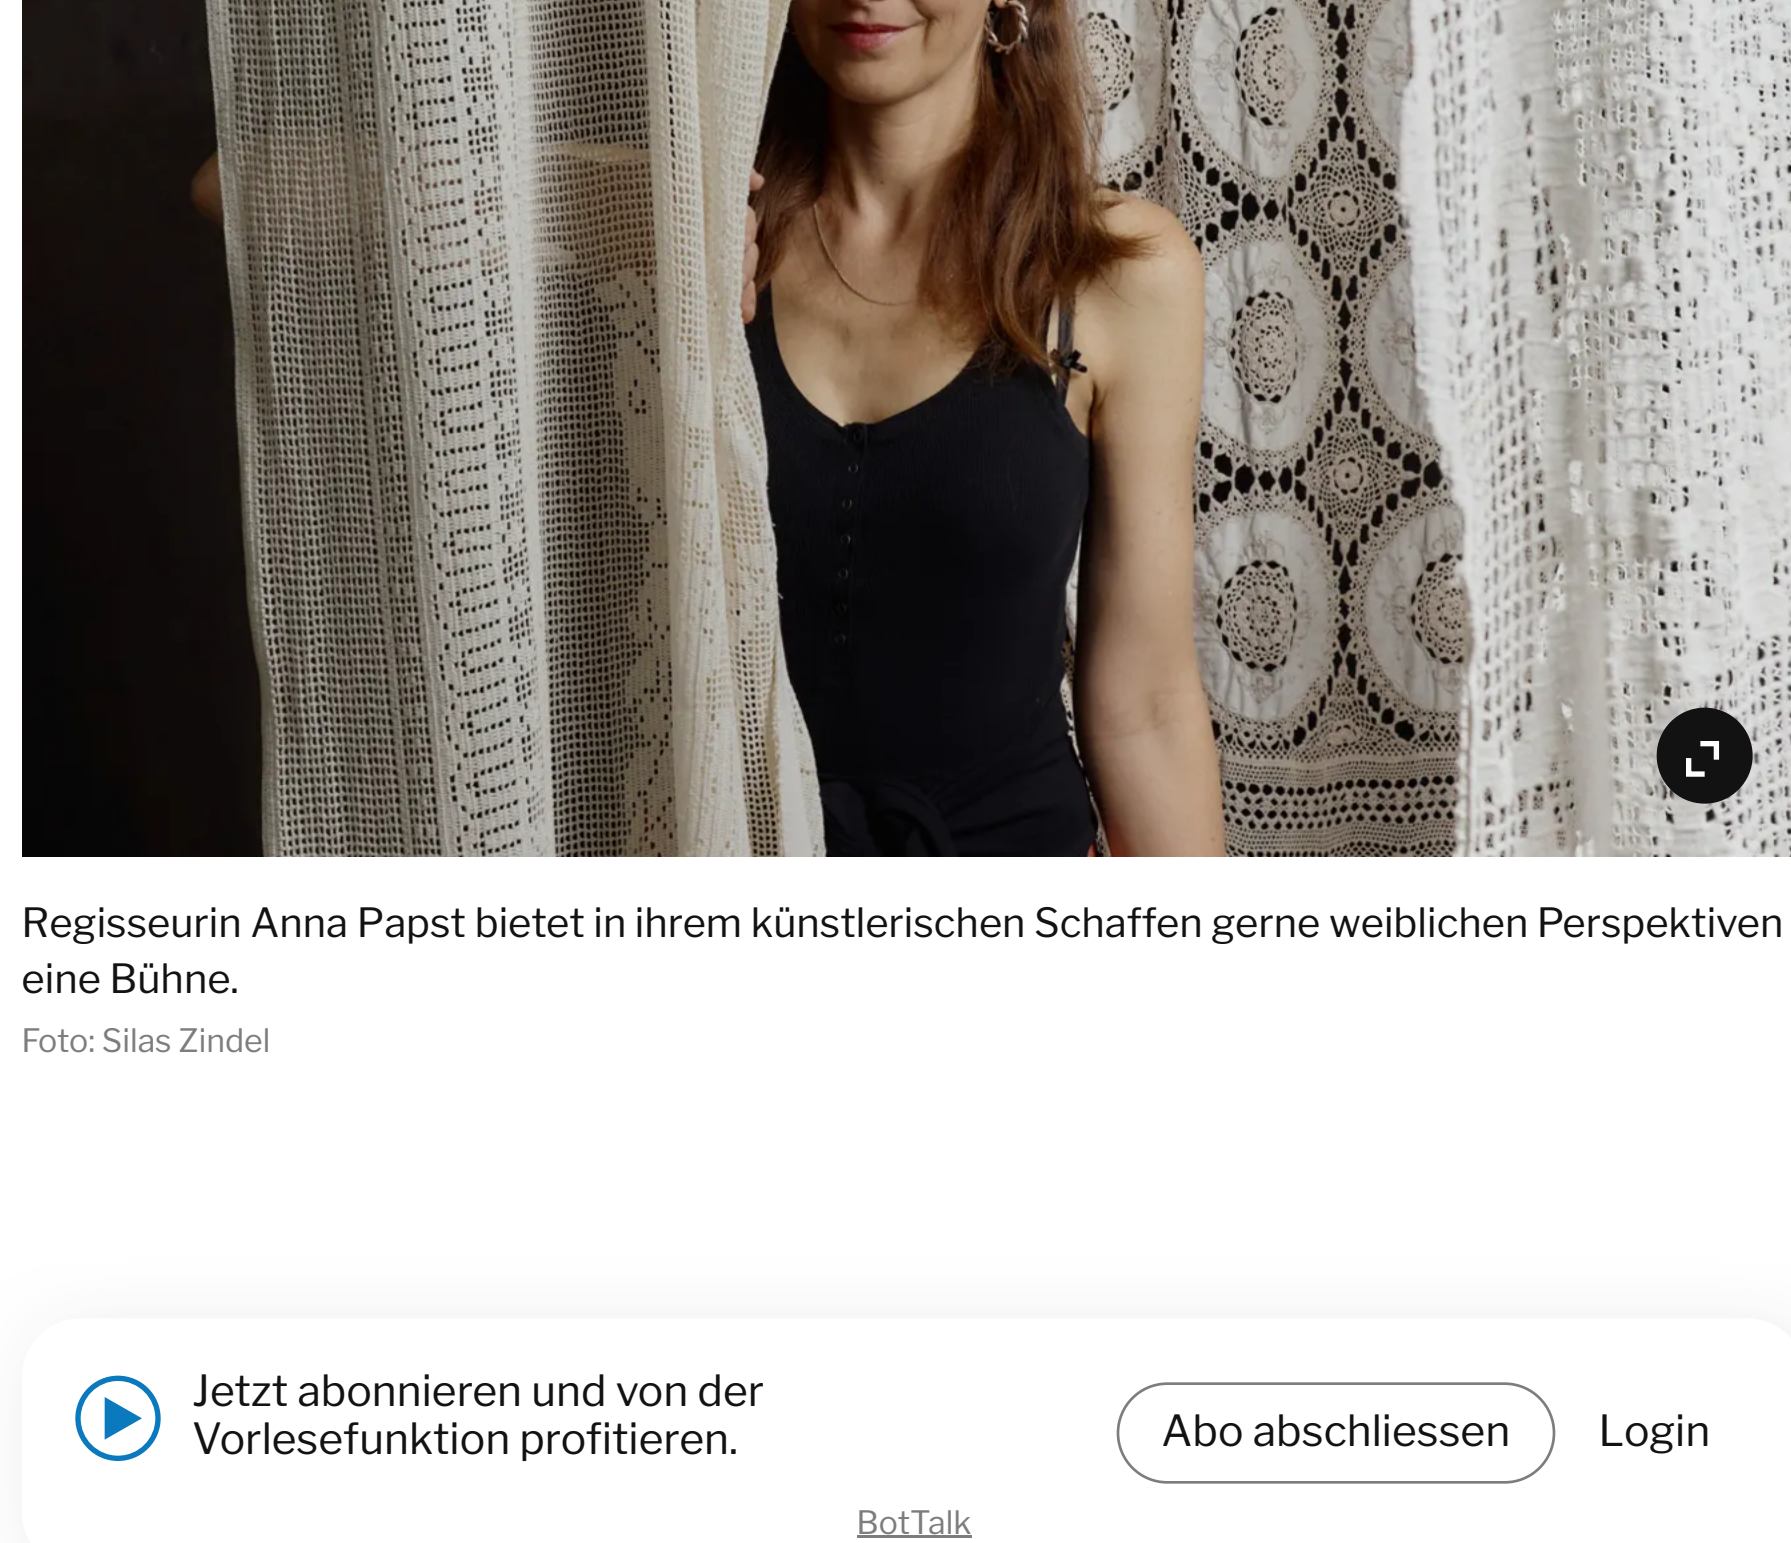 Regisseurin Anna Papst bietet in ihrem künstlerischen Schaffen gerne weiblichen Perspektiven
eine Bühne.
Foto: Silas Zindel
Jetzt abonnieren und von der
Vorlesefunktion profitieren.
Abo abschliessen
Login
BotTalk